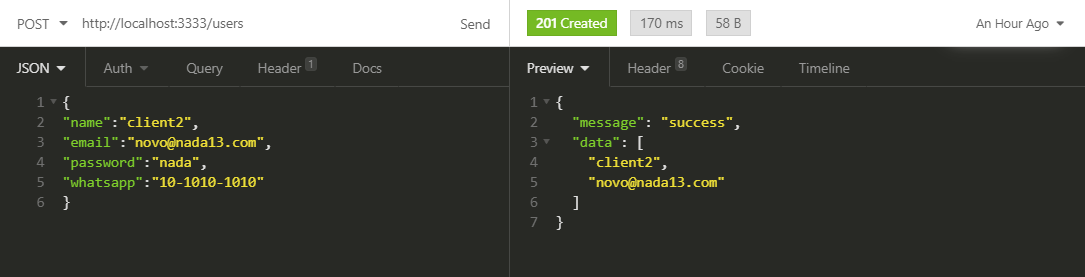 POST http://localhost:3333/users Send
201 Created 170 ms 58 B An Hour Ago
JSON Auth Query Header 1 Docs
Preview Header 8 Cookie Timeline
1 {
2 "name":"client2",
3 "email":"novo@nada13.com",
4 "password":"nada",
5 "whatsapp":"10-1010-1010"
6 }
1 {
2 "message": "success",
3 "data": [
4 "client2",
5 "novo@nada13.com"
6 ]
7 }